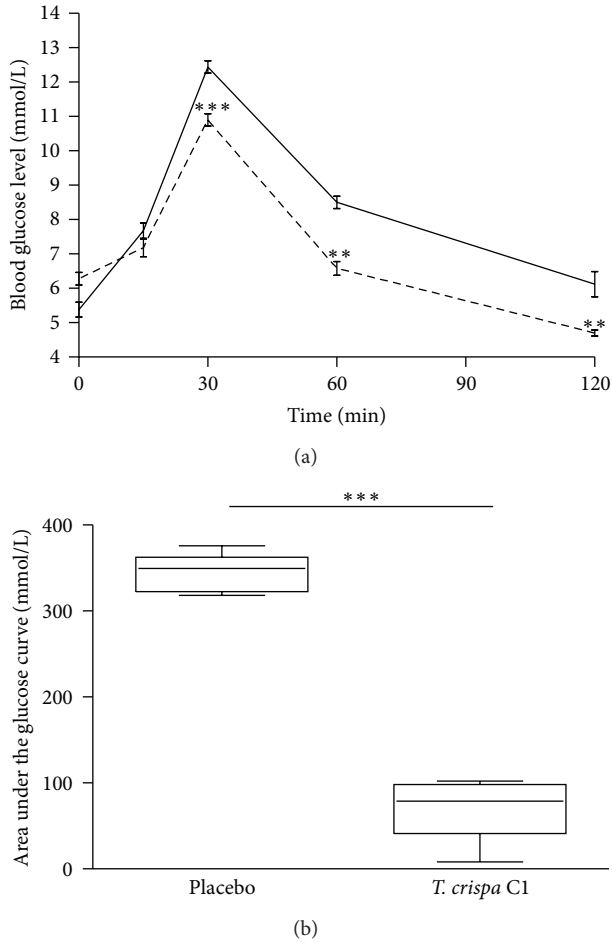 14
13
12
11
10
9
8
7
6
5
4
Blood glucose level (mmol/L)
***
**
**
0 30 60 90 120
Time (min)
(a)
***
400
300
200
100
0
Area under the glucose curve (mmol/L)
Placebo T. crispa C1
(b)